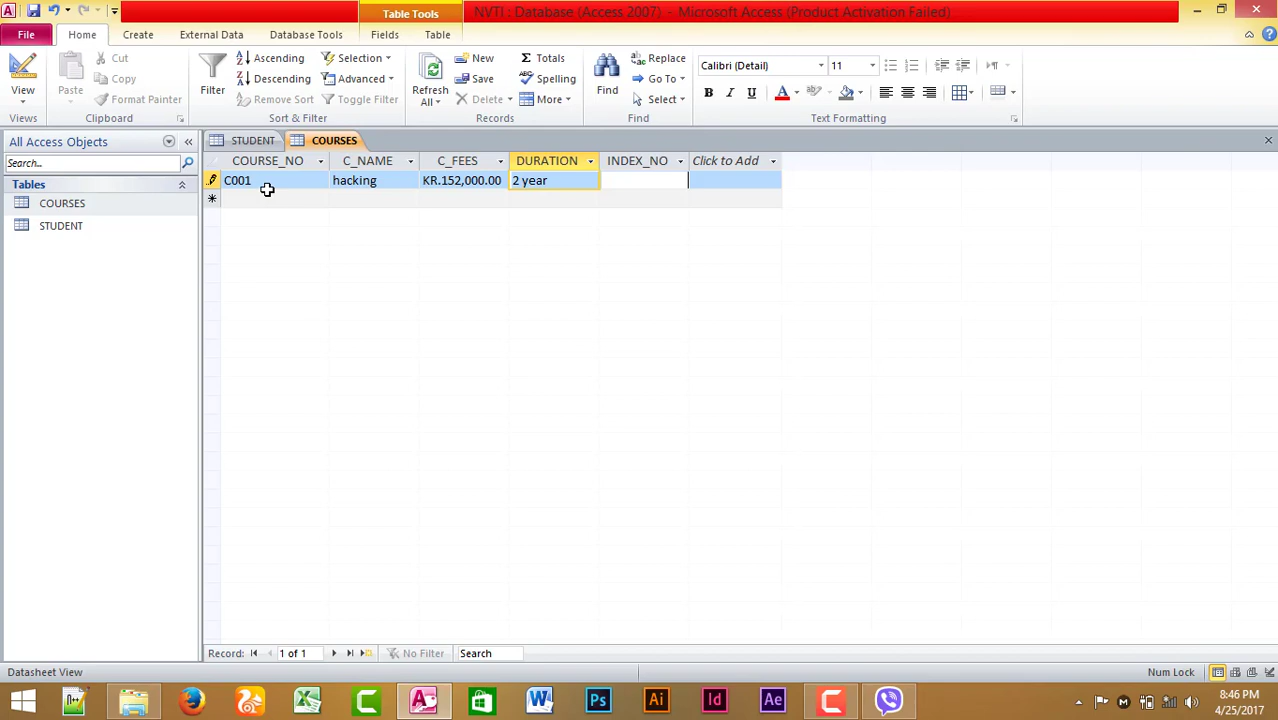 Table Tools
NVTI : Database (Access 2007) - Microsoft Access (Product Activation Failed)
File Home Create External Data Database Tools Fields Table
View
Views
Paste
Cut
Copy
Format Painter
Clipboard
Filter
Ascending
Descending
Remove Sort
Selection
Advanced
Toggle Filter
Sort & Filter
Refresh All
New
Save
Delete
Totals
Spelling
More
Records
Find
Replace
Go To
Select
Find
Calibri (Detail) 11
B I U A
Text Formatting
All Access Objects
Search...
Tables
COURSES
STUDENT
STUDENT COURSES
COURSE_NO C_NAME C_FEES DURATION INDEX_NO Click to Add
C001 hacking KR.152,000.00 2 year
Record: 1 of 1 No Filter Search
Datasheet View Num Lock
8:46 PM
4/25/2017